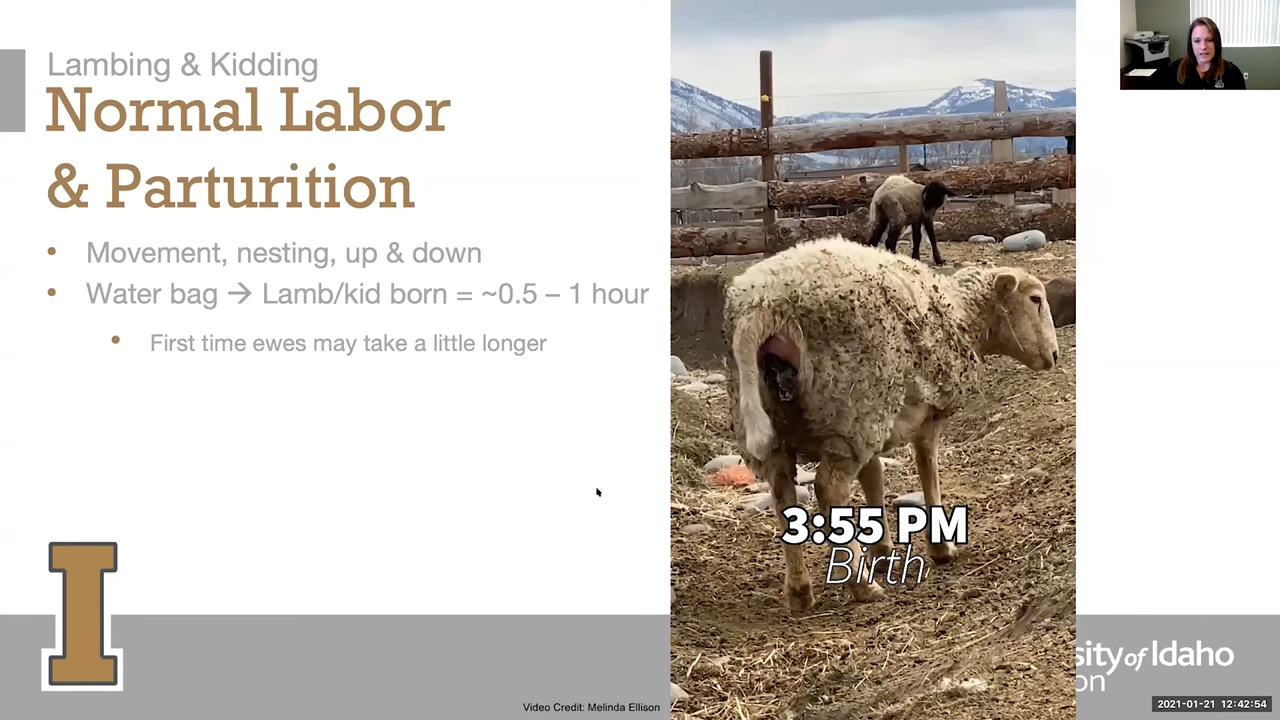 Lambing & Kidding
Normal Labor
& Parturition
• Movement, nesting, up & down
• Water bag → Lamb/kid born = ~0.5 – 1 hour
• First time ewes may take a little longer
3:55 PM
Birth
I
sity of Idaho
on
Video Credit: Melinda Ellison
2021-01-21 12:42:54